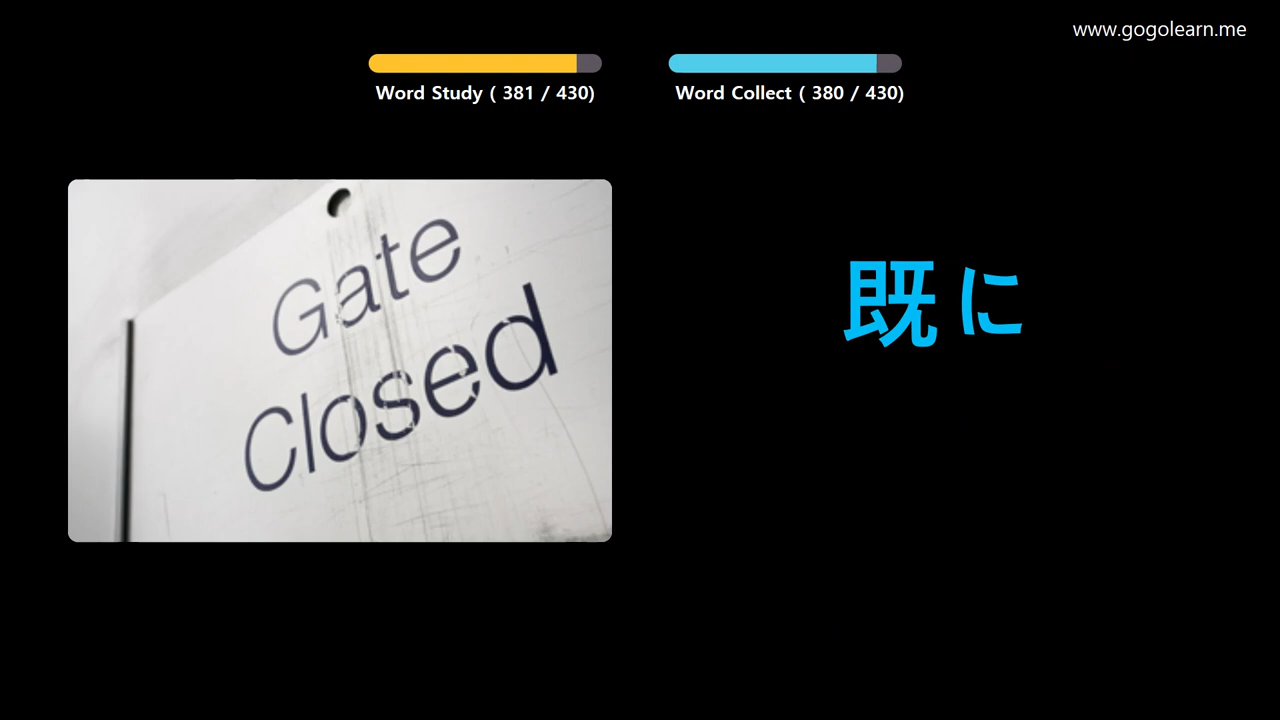 www.gogolearn.me
Word Study ( 381 / 430)
Word Collect ( 380 / 430)
Gate
Closed
既に